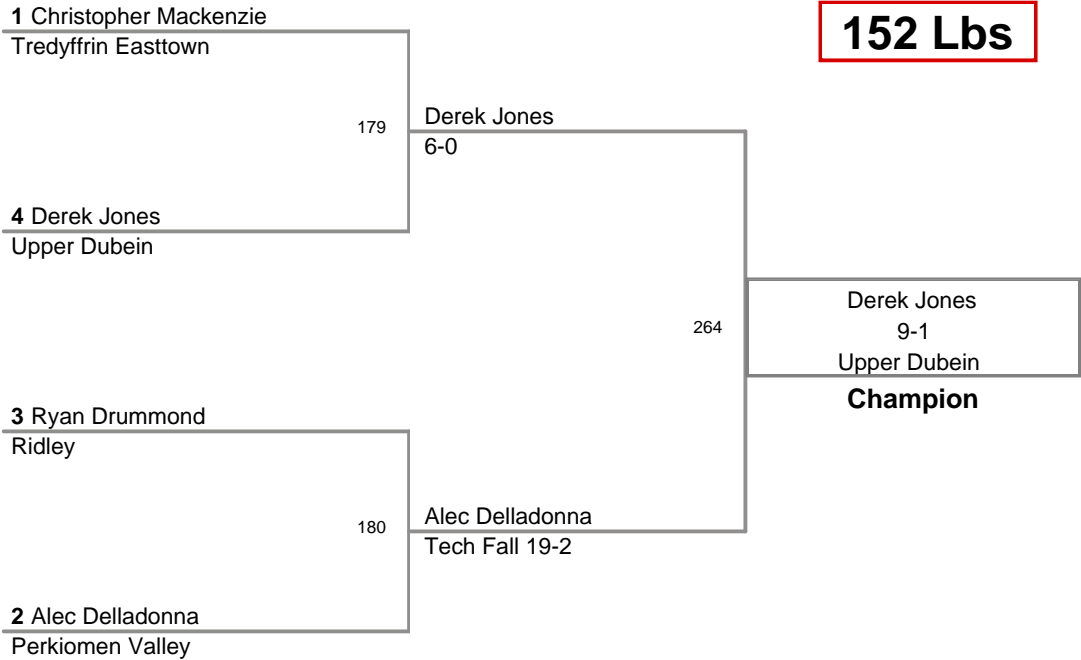 1 Christopher Mackenzie
Tredyffrin Easttown
152 Lbs
179
Derek Jones
6-0
4 Derek Jones
Upper Dubein
264
Derek Jones
9-1
Upper Dubein
Champion
3 Ryan Drummond
Ridley
180
Alec Delladonna
Tech Fall 19-2
2 Alec Delladonna
Perkiomen Valley